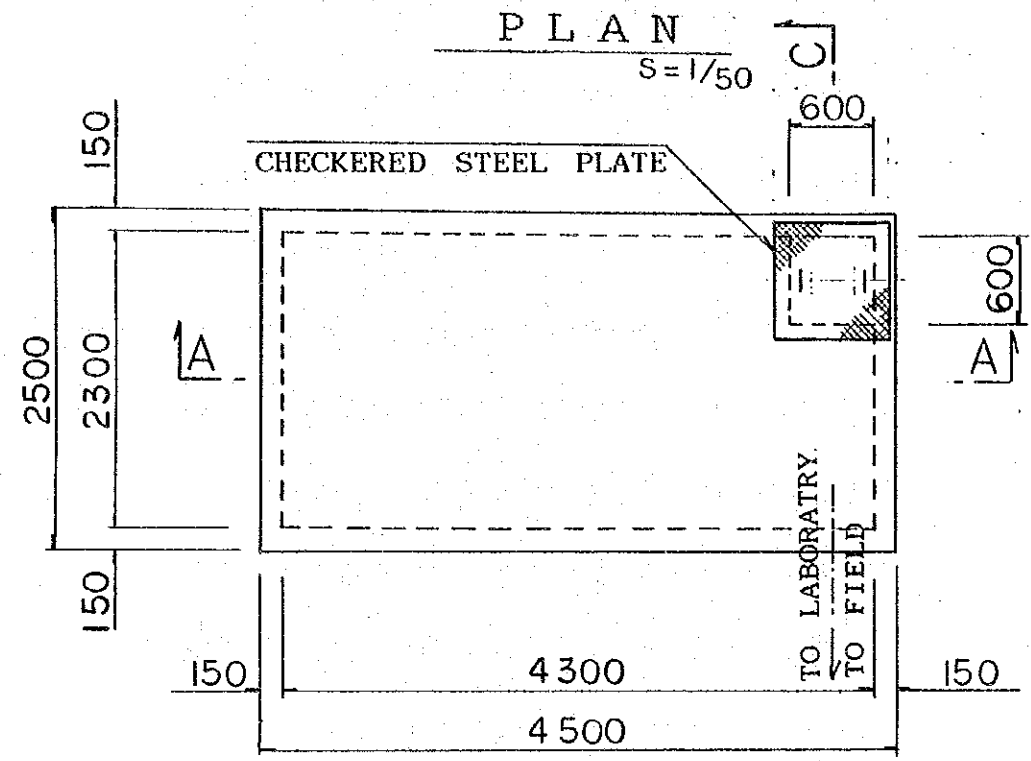 PLAN
S=1/50
C
600
150
CHECKERED STEEL PLATE
600
2500
2300
A
A
150
TO LABORATRY.
TO FIELD
150
4300
150
4500